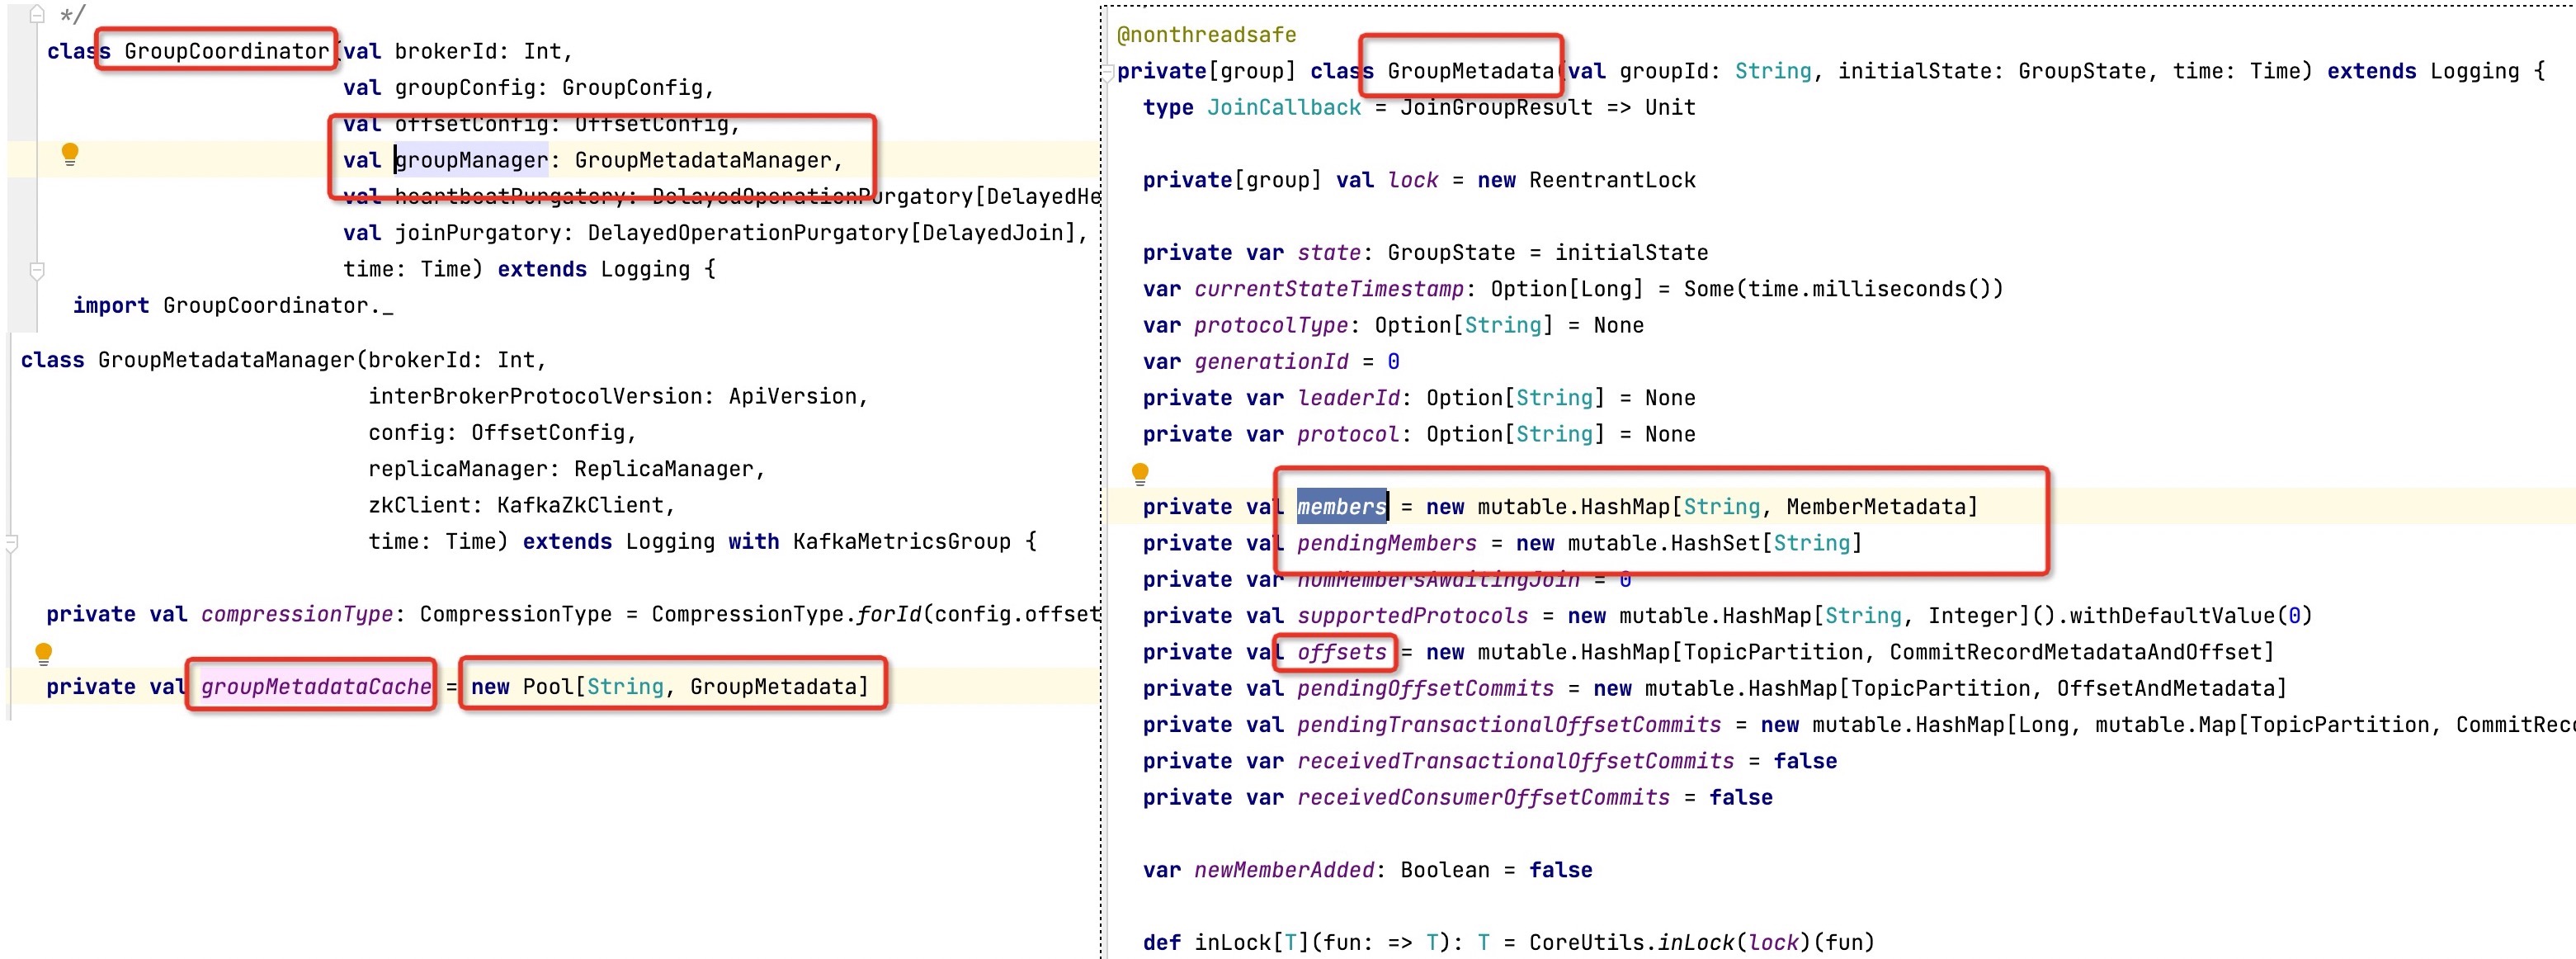 */
class GroupCoordinator(val brokerId: Int,
val groupConfig: GroupConfig,
val offsetConfig: OffsetConfig,
val groupManager: GroupMetadataManager,
val heartbeatPurgatory: DelayedOperationPurgatory[DelayedHe
val joinPurgatory: DelayedOperationPurgatory[DelayedJoin],
time: Time) extends Logging {
import GroupCoordinator._
class GroupMetadataManager(brokerId: Int,
interBrokerProtocolVersion: ApiVersion,
config: OffsetConfig,
replicaManager: ReplicaManager,
zkClient: KafkaZkClient,
time: Time) extends Logging with KafkaMetricsGroup {
private val compressionType: CompressionType = CompressionType.forId(config.offset
private val groupMetadataCache = new Pool[String, GroupMetadata]
@nonthreadsafe
private[group] class GroupMetadata(val groupId: String, initialState: GroupState, time: Time) extends Logging {
type JoinCallback = JoinGroupResult => Unit
private[group] val lock = new ReentrantLock
private var state: GroupState = initialState
var currentStateTimestamp: Option[Long] = Some(time.milliseconds())
var protocolType: Option[String] = None
var generationId = 0
private var leaderId: Option[String] = None
private var protocol: Option[String] = None
private val members = new mutable.HashMap[String, MemberMetadata]
private val pendingMembers = new mutable.HashSet[String]
private var numMembersAwaitingJoin = 0
private val supportedProtocols = new mutable.HashMap[String, Integer]().withDefaultValue(0)
private val offsets = new mutable.HashMap[TopicPartition, CommitRecordMetadataAndOffset]
private val pendingOffsetCommits = new mutable.HashMap[TopicPartition, OffsetAndMetadata]
private val pendingTransactionalOffsetCommits = new mutable.HashMap[Long, mutable.Map[TopicPartition, CommitRec
private var receivedTransactionalOffsetCommits = false
private var receivedConsumerOffsetCommits = false
var newMemberAdded: Boolean = false
def inLock[T](fun: => T): T = CoreUtils.inLock(lock)(fun)